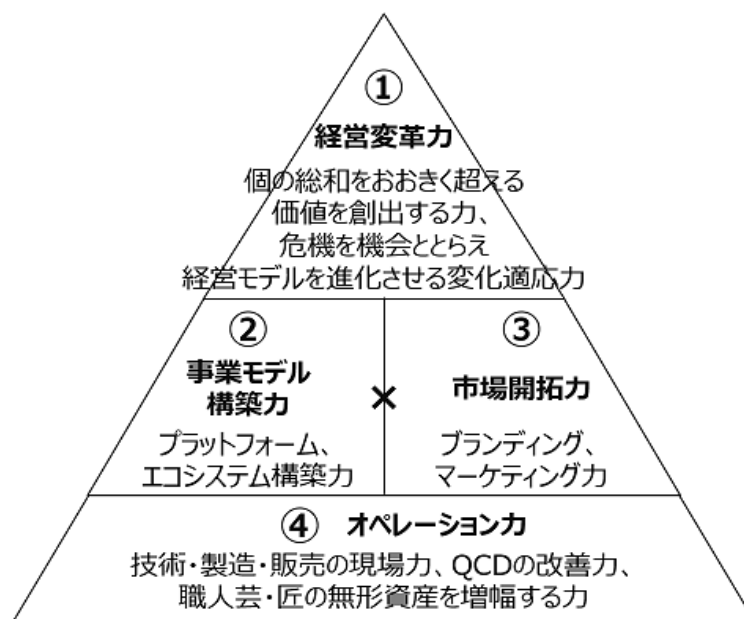 ①
経営変革力
個の総和をおおきく超える
価値を創出する力、
危機を機会ととらえ
経営モデルを進化させる変化適応力
②
事業モデル
構築力
プラットフォーム、
エコシステム構築力
×
③
市場開拓力
ブランディング、
マーケティング力
④ オペレーション力
技術・製造・販売の現場力、QCDの改善力、
職人芸・匠の無形資産を増幅する力